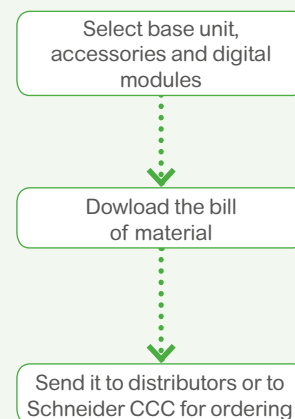 Select base unit,
accessories and digital
modules
Dowload the bill
of material
Send it to distributors or to
Schneider CCC for ordering